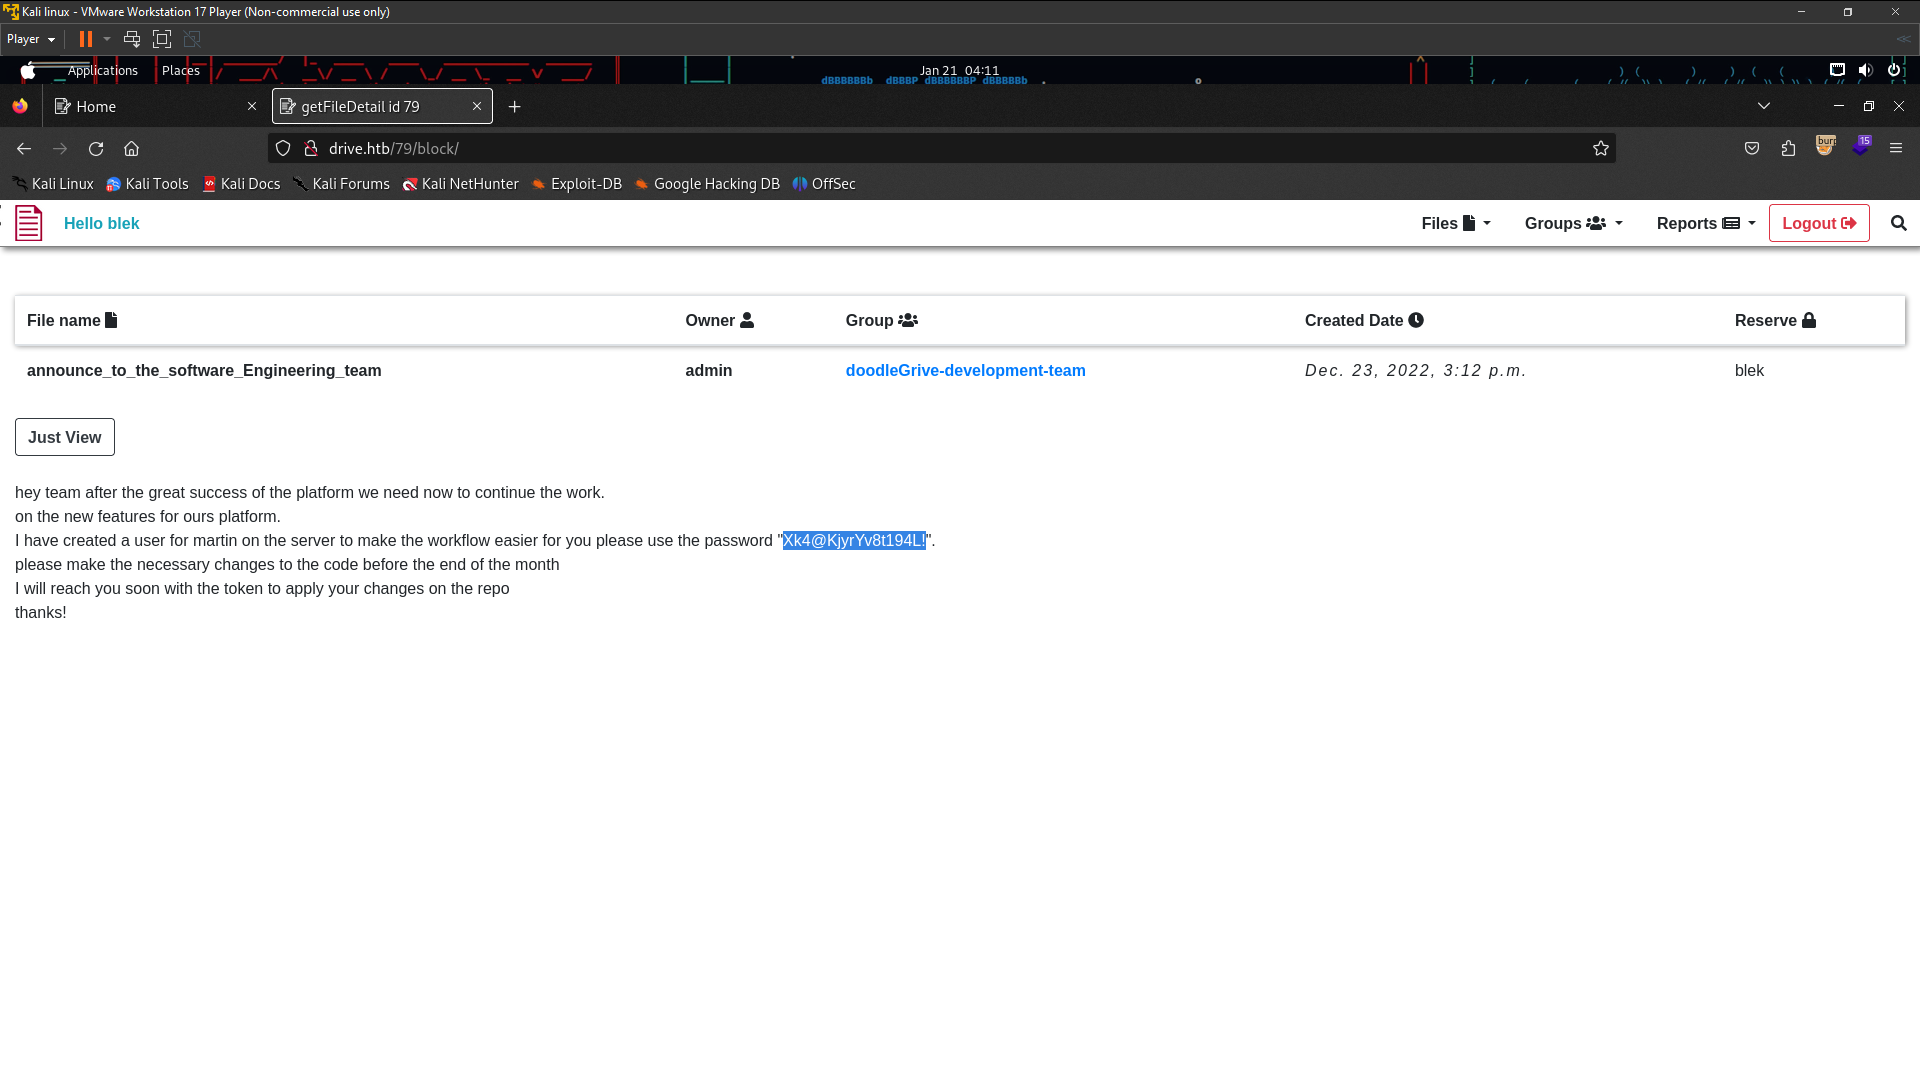 Kali linux - VMware Workstation 17 Player (Non-commercial use only)
Player
Applications Places Jan 21 04:11
Home getFileDetail id 79
drive.htb/79/block/ 15
Kali Linux Kali Tools Kali Docs Kali Forums Kali NetHunter Exploit-DB Google Hacking DB OffSec
Hello blek Files Groups Reports Logout
File name Owner Group Created Date Reserve
announce_to_the_software_Engineering_team admin doodleGrive-development-team Dec. 23, 2022, 3:12 p.m. blek
Just View
hey team after the great success of the platform we need now to continue the work.
on the new features for ours platform.
I have created a user for martin on the server to make the workflow easier for you please use the password "Xk4@KjyrYv8t194L!".
please make the necessary changes to the code before the end of the month
I will reach you soon with the token to apply your changes on the repo
thanks!